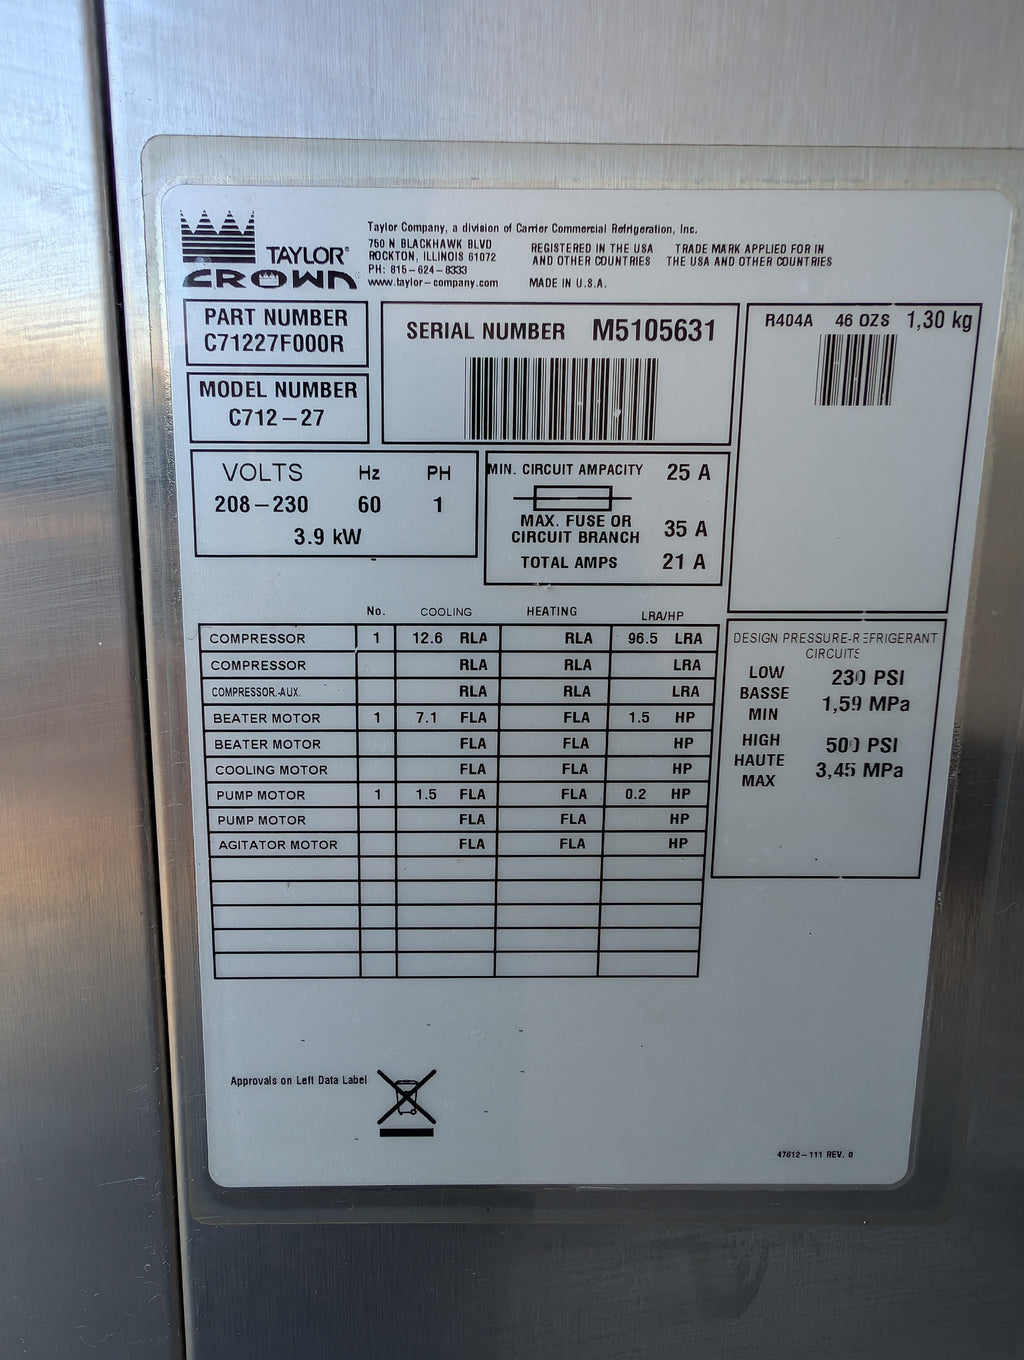 TAYLOR®
CROWN
Taylor Company, a division of Carrier Commercial Refrigeration, Inc.
750 N BLACKHAWK BLVD
ROCKTON, ILLINOIS 61072
PH: 815-624-8333
www.taylor-company.com
REGISTERED IN THE USA
AND OTHER COUNTRIES
TRADE MARK APPLIED FOR IN
THE USA AND OTHER COUNTRIES
MADE IN U.S.A.
PART NUMBER
C71227F000R
MODEL NUMBER
C712-27
SERIAL NUMBER M5105631
R404A 46 OZS 1,30 kg
VOLTS Hz PH
208-230 60 1
3.9 kW
MIN. CIRCUIT AMPACITY 25 A
MAX. FUSE OR
CIRCUIT BRANCH 35 A
TOTAL AMPS 21 A
No. COOLING HEATING LRA/HP
COMPRESSOR 1 12.6 RLA RLA 96.5 LRA
COMPRESSOR RLA RLA LRA
COMPRESSOR-AUX. RLA RLA LRA
BEATER MOTOR 1 7.1 FLA FLA 1.5 HP
BEATER MOTOR FLA FLA HP
COOLING MOTOR FLA FLA HP
PUMP MOTOR 1 1.5 FLA FLA 0.2 HP
PUMP MOTOR FLA FLA HP
AGITATOR MOTOR FLA FLA HP
DESIGN PRESSURE-REFRIGERANT
CIRCUITS
LOW
BASSE
MIN
230 PSI
1,59 MPa
HIGH
HAUTE
MAX
500 PSI
3,45 MPa
Approvals on Left Data Label
47612-111 REV. 0